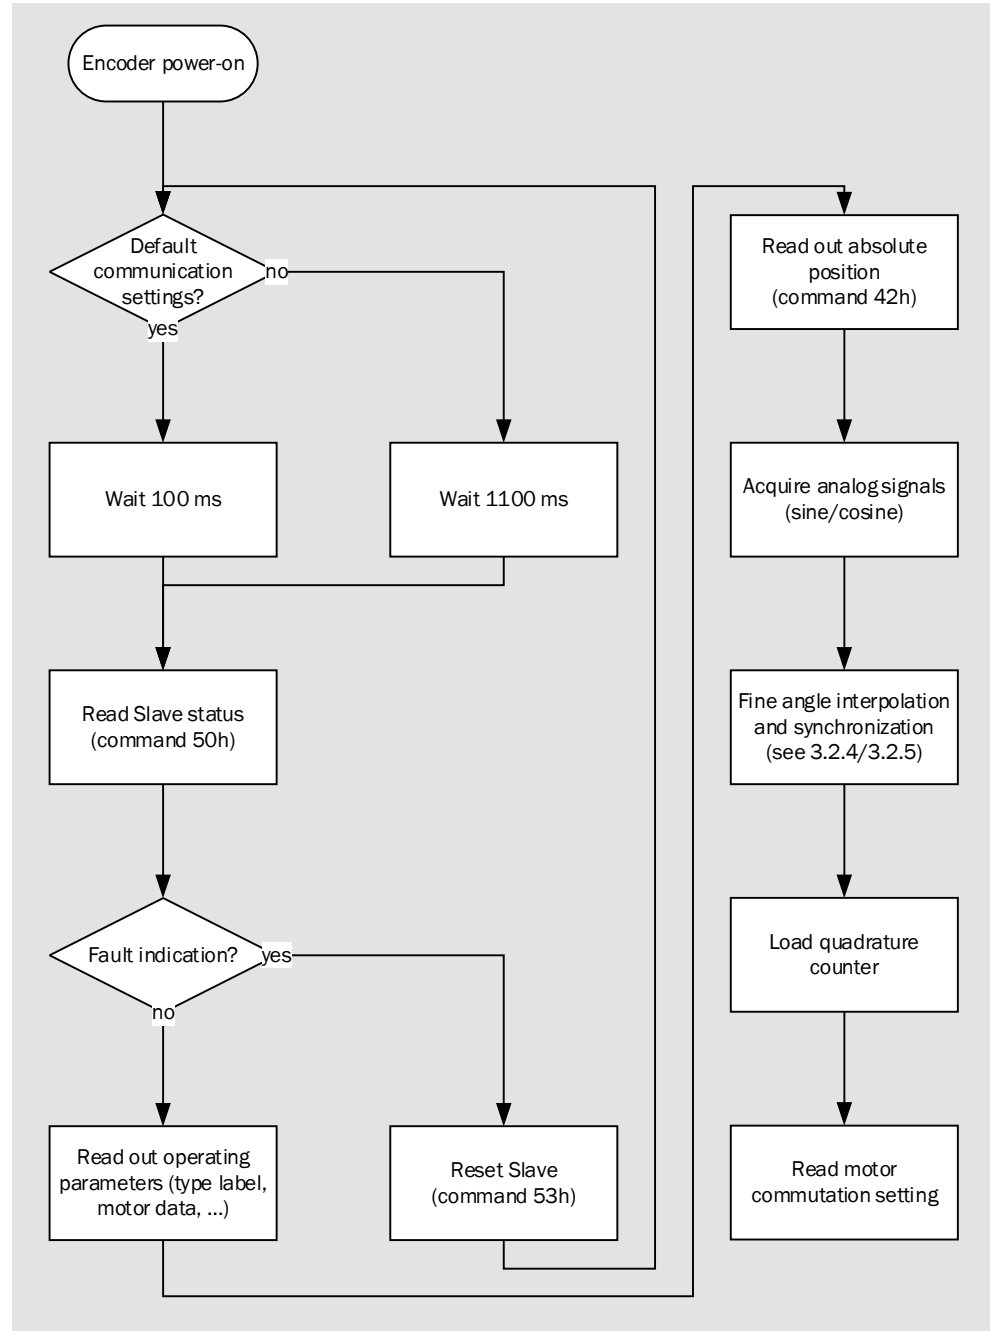 Encoder power-on
Default
communication
settings?
no
yes
Wait 100 ms
Wait 1100 ms
Read Slave status
(command 50h)
Fault indication?
yes
no
Read out operating
parameters (type label,
motor data, ...)
Reset Slave
(command 53h)
Read out absolute
position
(command 42h)
Acquire analog signals
(sine/cosine)
Fine angle interpolation
and synchronization
(see 3.2.4/3.2.5)
Load quadrature
counter
Read motor
commutation setting